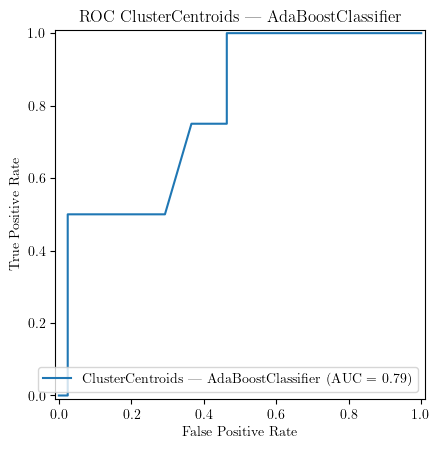 ROC ClusterCentroids — AdaBoostClassifier
1.0
0.8
0.6
0.4
0.2
0.0
True Positive Rate
ClusterCentroids — AdaBoostClassifier (AUC = 0.79)
0.0 0.2 0.4 0.6 0.8 1.0
False Positive Rate